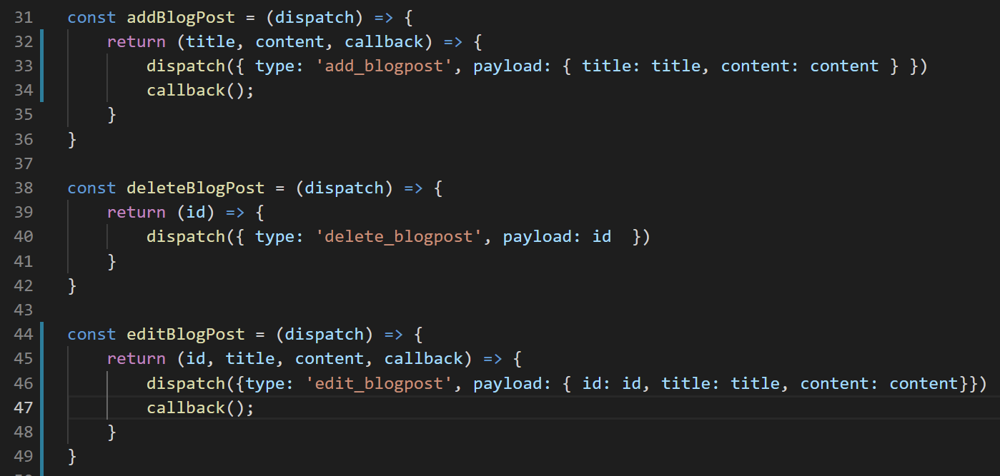 31 const addBlogPost = (dispatch) => {
32     return (title, content, callback) => {
33         dispatch({ type: 'add_blogpost', payload: { title: title, content: content } })
34         callback();
35     }
36 }
37
38 const deleteBlogPost = (dispatch) => {
39     return (id) => {
40         dispatch({ type: 'delete_blogpost', payload: id  })
41     }
42 }
43
44 const editBlogPost = (dispatch) => {
45     return (id, title, content, callback) => {
46         dispatch({type: 'edit_blogpost', payload: { id: id, title: title, content: content}})
47         callback();
48     }
49 }